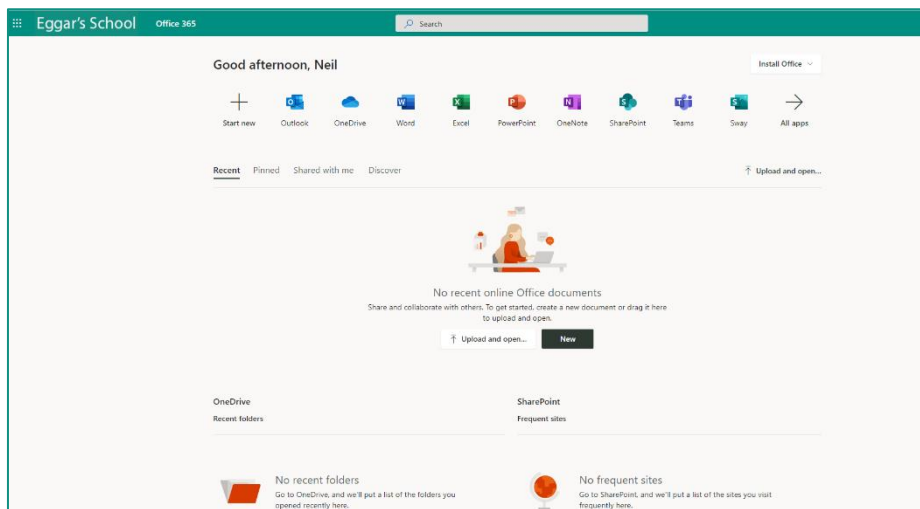 Eggar's School Office 365 Search
Good afternoon, Neil Install Office
Start new Outlook OneDrive Word Excel PowerPoint OneNote SharePoint Teams Sway All apps
Recent Pinned Shared with me Discover Upload and open...
No recent online Office documents
Share and collaborate with others. To get started, create a new document or drag it here
to upload and open.
Upload and open... New
OneDrive SharePoint
Recent folders Frequent sites
No recent folders No frequent sites
Go to OneDrive, and we'll put a list of the folders you Go to SharePoint, and we'll put a list of the sites you visit
opened recently here. frequently here.